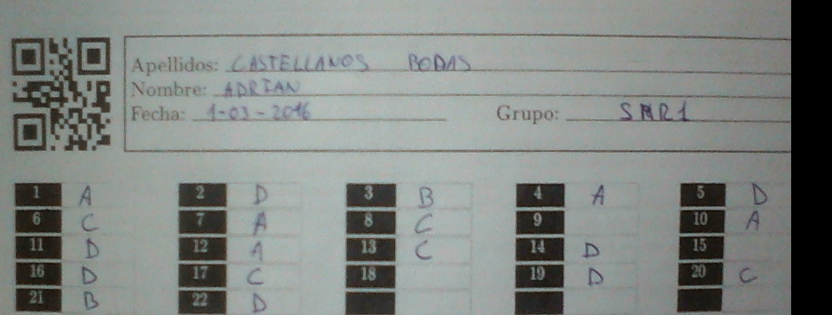 Apellidos: CASTELLANOS BODAS
Nombre: ADRIAN
Fecha: 1-03-2016 Grupo: SMR1
1 A 2 D 3 B 4 A 5 D
6 C 7 A 8 C 9 10 A
11 D 12 A 13 C 14 D 15
16 D 17 C 18 19 D 20 C
21 B 22 D